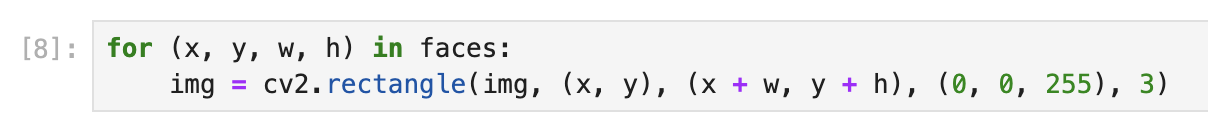 [8]: for (x, y, w, h) in faces:
    img = cv2.rectangle(img, (x, y), (x + w, y + h), (0, 0, 255), 3)